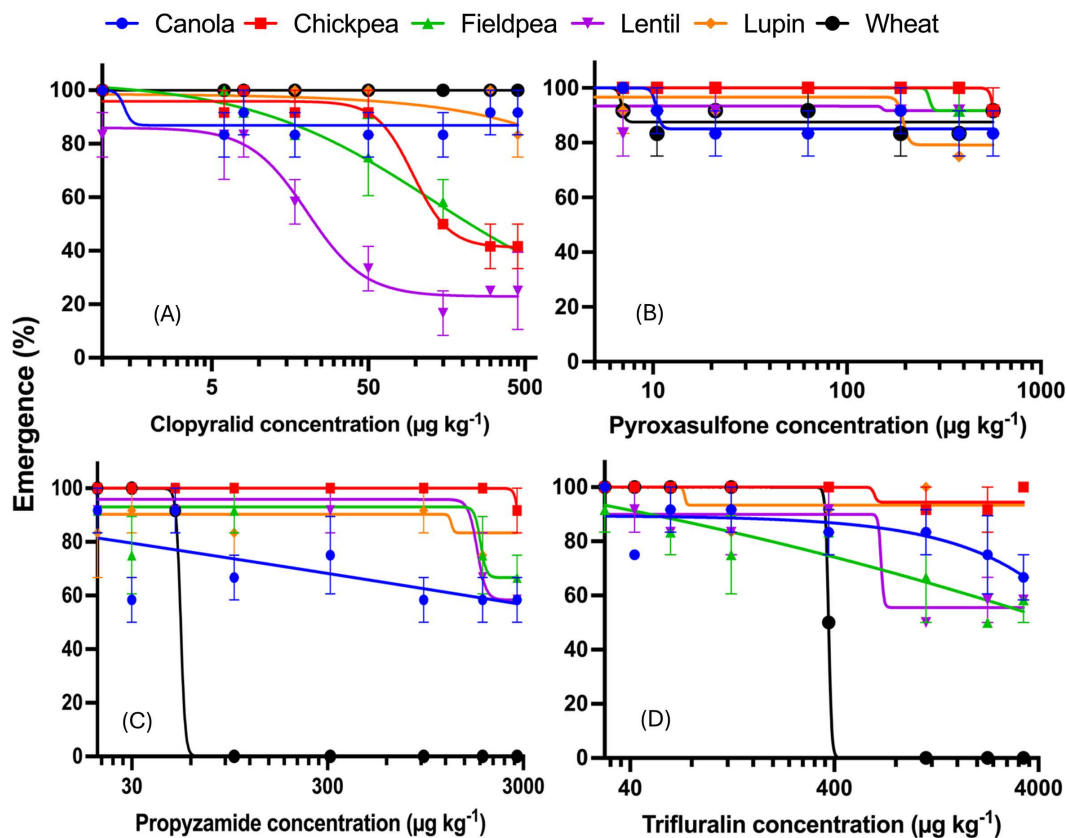 Canola Chickpea Fieldpea Lentil Lupin Wheat
Emergence (%)
100
80
60
40
20
0
(A)
5 50 500
Clopyralid concentration (µg kg⁻¹)
100
80
60
40
20
0
(B)
10 100 1000
Pyroxasulfone concentration (µg kg⁻¹)
100
80
60
40
20
0
(C)
30 300 3000
Propyzamide concentration (µg kg⁻¹)
100
80
60
40
20
0
(D)
40 400 4000
Trifluralin concentration (µg kg⁻¹)